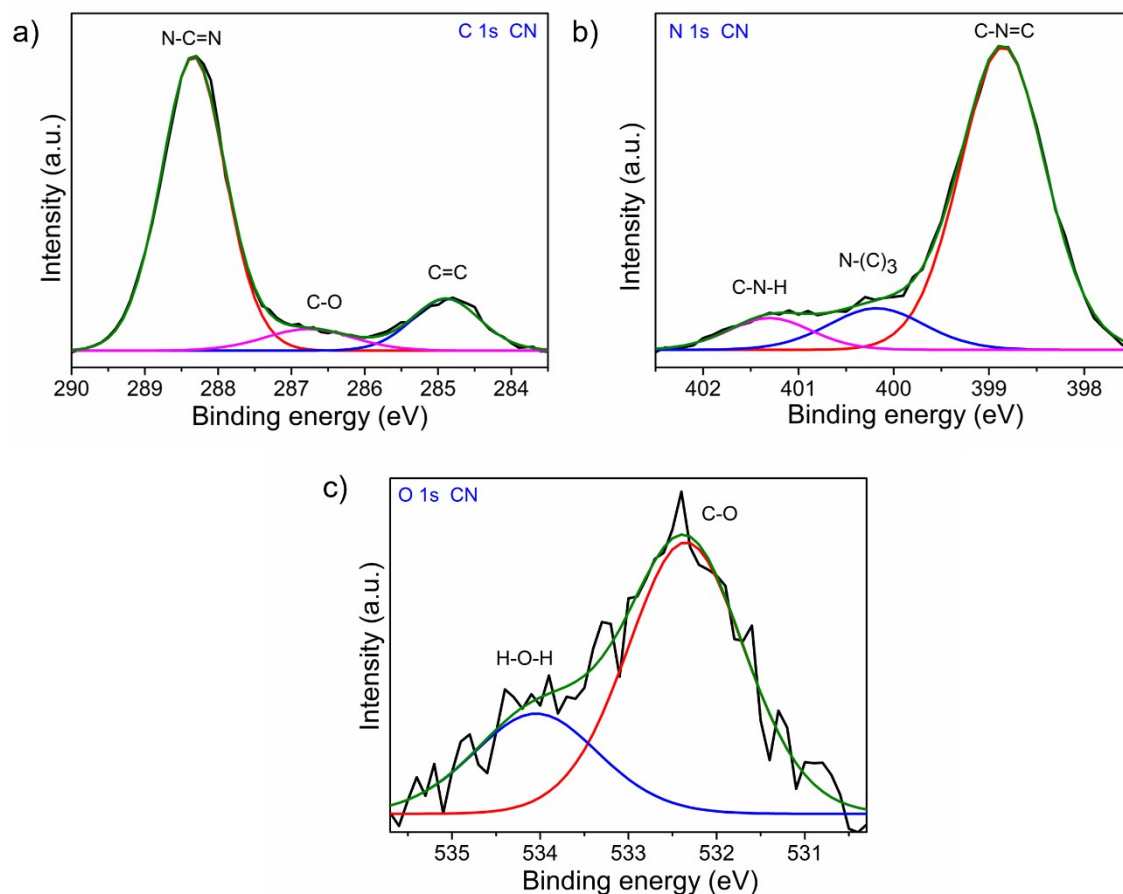 a)
C 1s CN
N-C=N
C-O
C=C
Intensity (a.u.)
290 289 288 287 286 285 284
Binding energy (eV)
b)
N 1s CN
C-N=C
N-(C)3
C-N-H
Intensity (a.u.)
402 401 400 399 398
Binding energy (eV)
c)
O 1s CN
C-O
H-O-H
Intensity (a.u.)
535 534 533 532 531
Binding energy (eV)